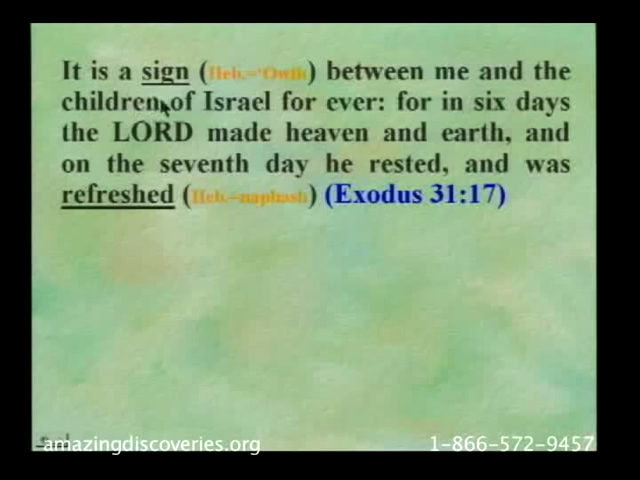 It is a sign (Heb.='Owth) between me and the
children of Israel for ever: for in six days
the LORD made heaven and earth, and
on the seventh day he rested, and was
refreshed (Heb.=naphash) (Exodus 31:17)
amazingdiscoveries.org 1-866-572-9457